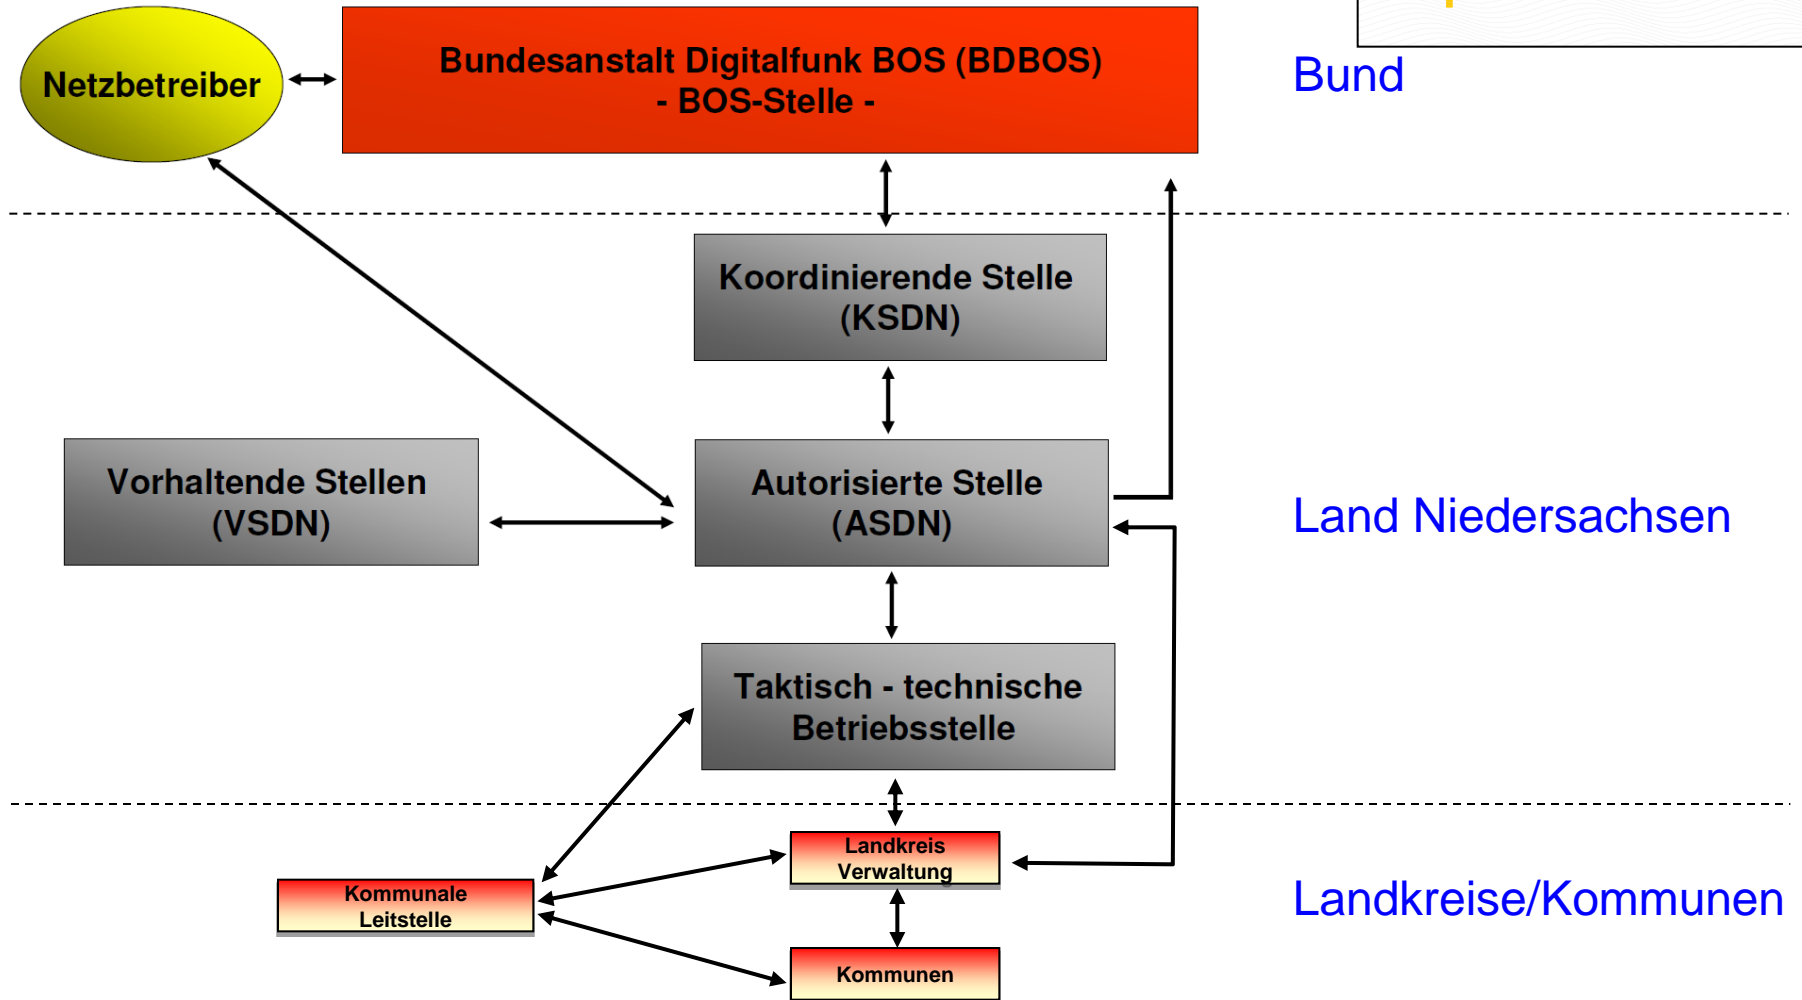 Netzbetreiber
Bundesanstalt Digitalfunk BOS (BDBOS)
- BOS-Stelle -
Bund
Koordinierende Stelle
(KSDN)
Vorhaltende Stellen
(VSDN)
Autorisierte Stelle
(ASDN)
Land Niedersachsen
Taktisch - technische
Betriebsstelle
Landkreis
Verwaltung
Kommunale
Leitstelle
Landkreise/Kommunen
Kommunen